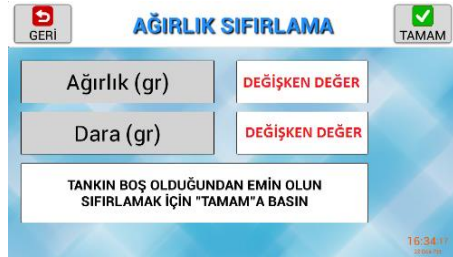 GERİ
AĞIRLIK SIFIRLAMA
TAMAM
Ağırlık (gr)
DEĞİŞKEN DEĞER
Dara (gr)
DEĞİŞKEN DEĞER
TANKIN BOŞ OLDUĞUNDAN EMİN OLUN
SIFIRLAMAK İÇİN "TAMAM"A BASIN
16:34